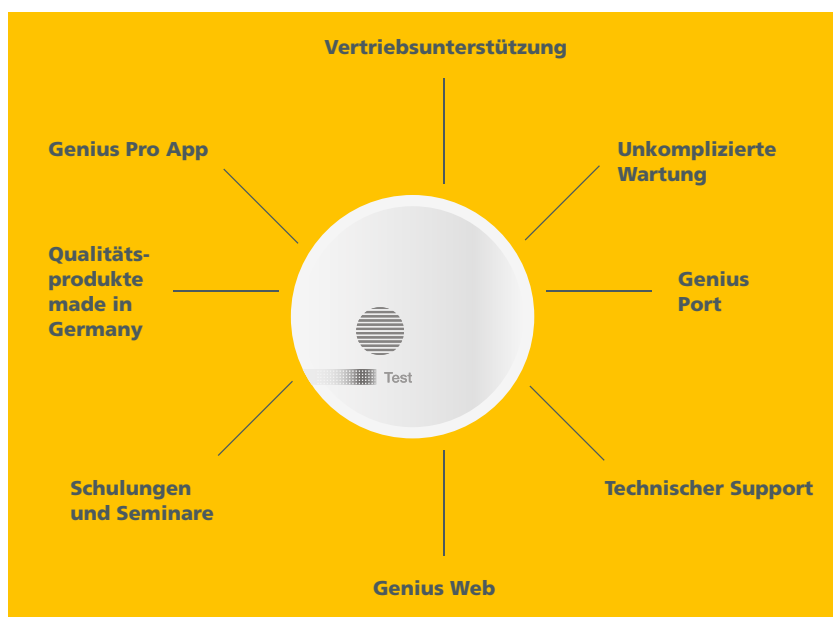 Vertriebsunterstützung
Genius Pro App
Unkomplizierte
Wartung
Qualitäts-
produkte
made in
Germany
Genius
Port
Test
Schulungen
und Seminare
Technischer Support
Genius Web